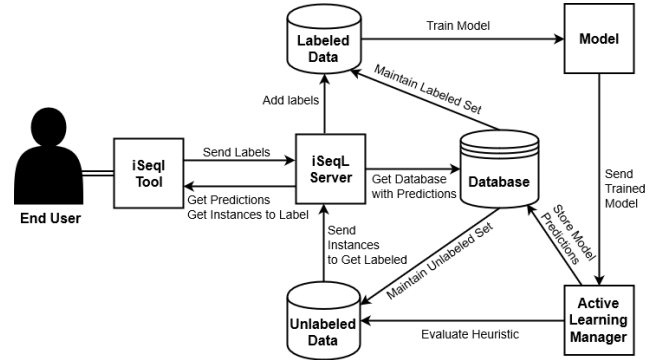 Labeled
Data
Train Model
Model
Add labels
Maintain Labeled Set
iSeql
Tool
Send Labels
iSeqL
Server
Get Database
with Predictions
Database
Send
Trained
Model
End User
Get Predictions
Get Instances to Label
Send
Instances
to Get Labeled
Maintain Unlabeled Set
Store Model
Predictions
Unlabeled
Data
Evaluate Heuristic
Active
Learning
Manager